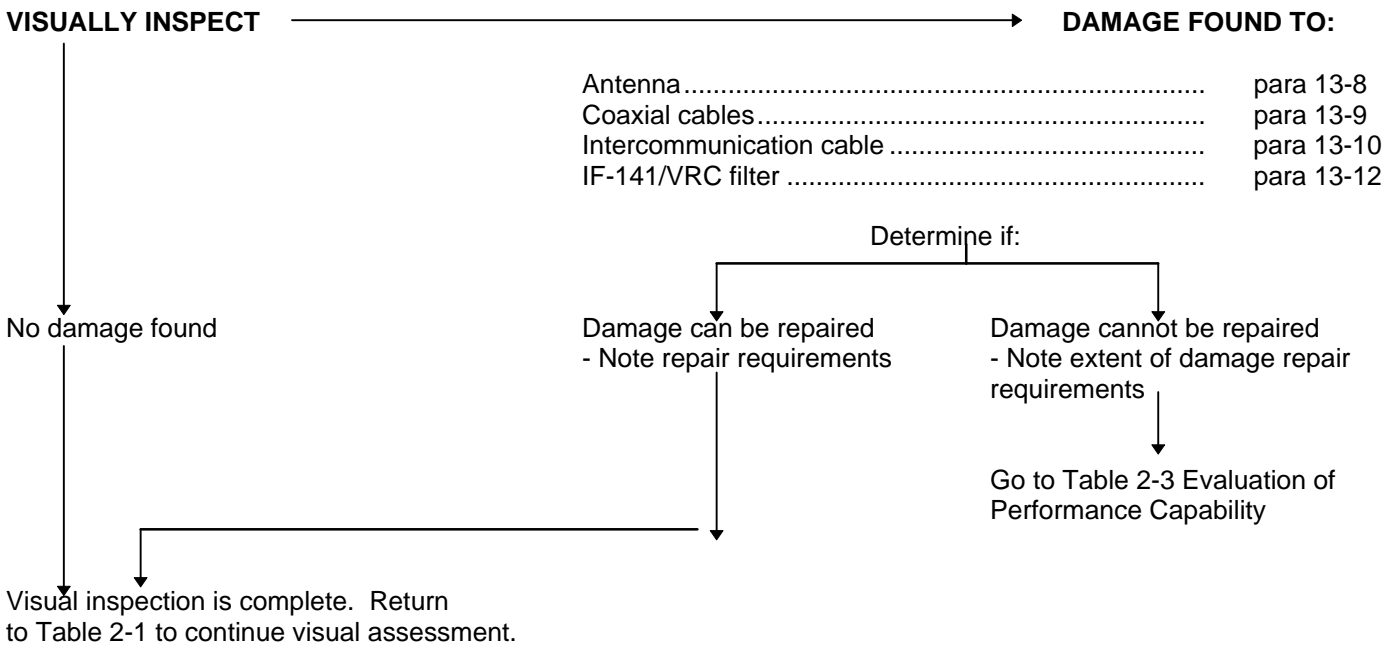 VISUALLY INSPECT DAMAGE FOUND TO:
Antenna....................................................................... para 13-8
Coaxial cables............................................................. para 13-9
Intercommunication cable ........................................... para 13-10
IF-141/VRC filter ......................................................... para 13-12
Determine if:
No damage found
Damage can be repaired
- Note repair requirements
Damage cannot be repaired
- Note extent of damage repair
requirements
Go to Table 2-3 Evaluation of
Performance Capability
Visual inspection is complete. Return
to Table 2-1 to continue visual assessment.